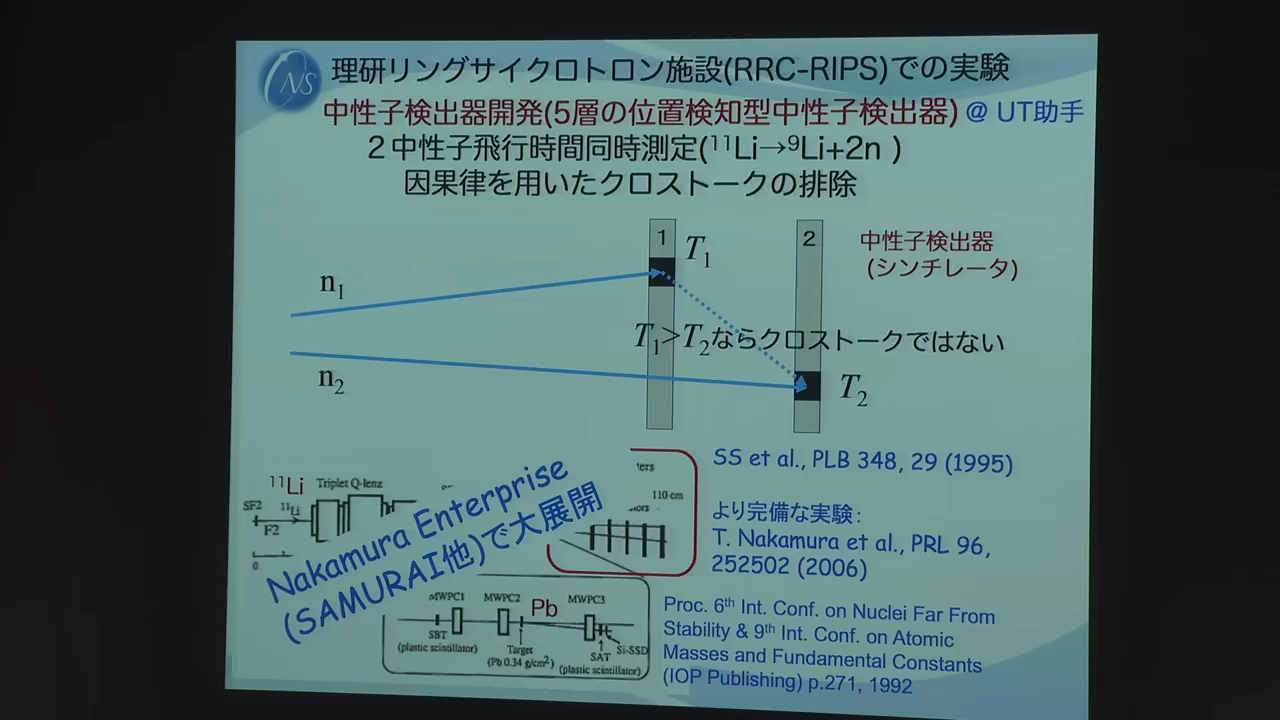 CNS
理研リングサイクロトロン施設(RRC-RIPS)での実験
中性子検出器開発(5層の位置検知型中性子検出器) @ UT助手
2中性子飛行時間同時測定(¹¹Li→⁹Li+2n )
因果律を用いたクロストークの排除
1
2
T₁
中性子検出器
(シンチレータ)
n₁
T₁>T₂ならクロストークではない
n₂
T₂
SS et al., PLB 348, 29 (1995)
より完備な実験:
T. Nakamura et al., PRL 96,
252502 (2006)
Nakamura Enterprise
(SAMURAI他)で大展開
¹¹Li
Triplet Q-lenz
SF2
¹¹Li
F2
0
110 cm
MWPC1
MWPC2
Pb
MWPC3
SBT
(plastic scintillator)
Target
(Pb 0.34 g/cm²)
SAT
(plastic scintillator)
Si-SSD
Proc. 6th Int. Conf. on Nuclei Far From
Stability & 9th Int. Conf. on Atomic
Masses and Fundamental Constants
(IOP Publishing) p.271, 1992